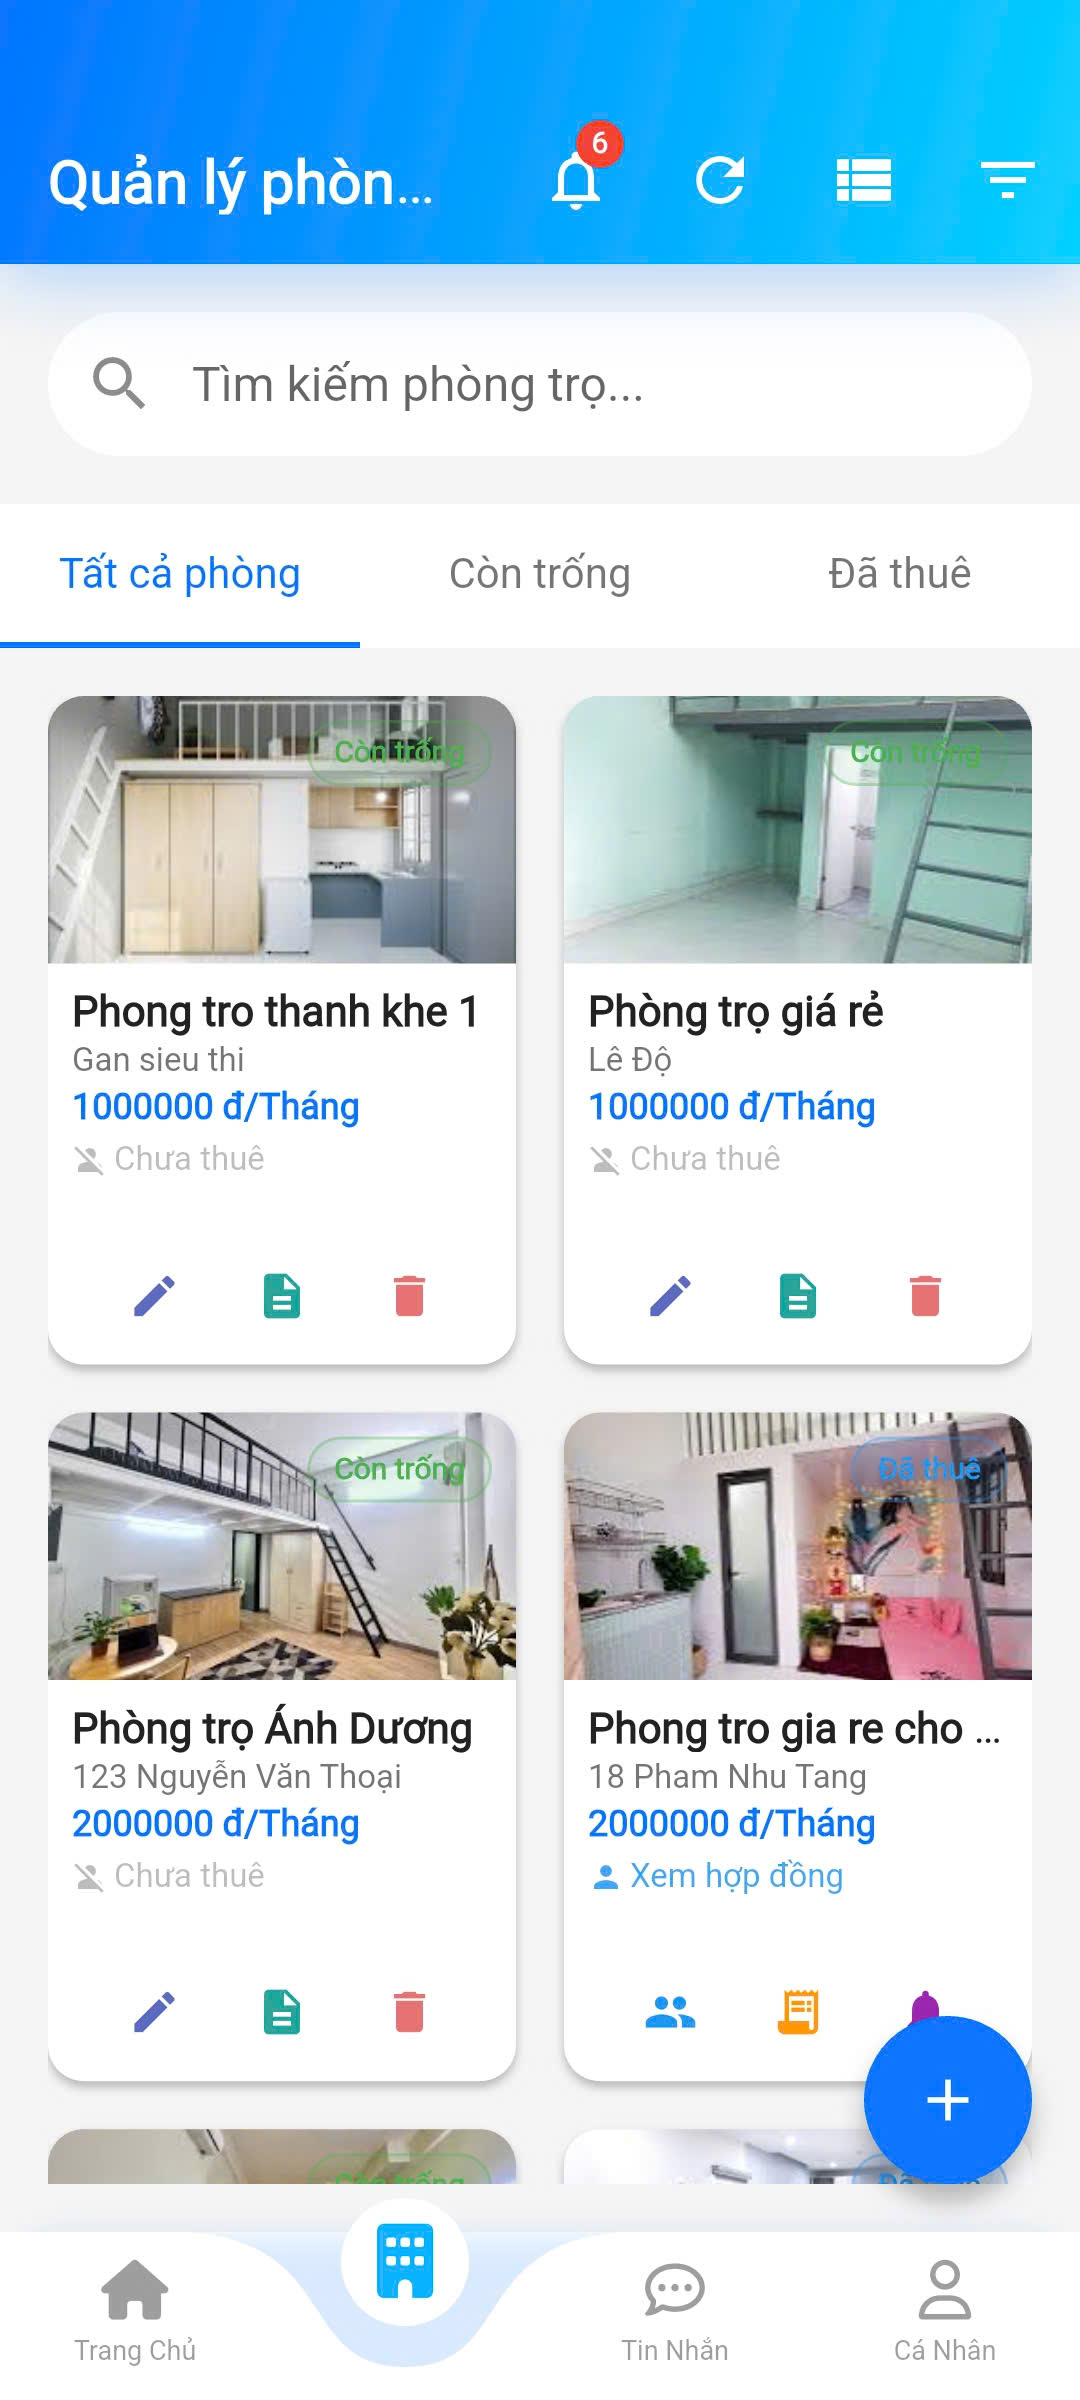 Quản lý phòn...
6
Tìm kiếm phòng trọ...
Tất cả phòng
Còn trống
Đã thuê
Còn trống
Còn trống
Phong tro thanh khe 1
Gan sieu thi
1000000 đ/Tháng
Chưa thuê
Phòng trọ giá rẻ
Lê Độ
1000000 đ/Tháng
Chưa thuê
Còn trống
Đã thuê
Phòng trọ Ánh Dương
123 Nguyễn Văn Thoại
2000000 đ/Tháng
Chưa thuê
Phong tro gia re cho ...
18 Pham Nhu Tang
2000000 đ/Tháng
Xem hợp đồng
Còn trống
Trang Chủ
Tin Nhắn
Cá Nhân